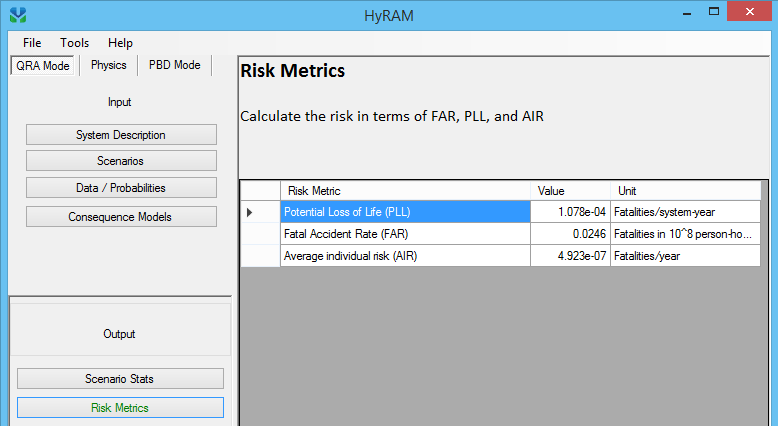 HyRAM
File Tools Help
QRA Mode Physics PBD Mode
Input
System Description
Scenarios
Data / Probabilities
Consequence Models
Output
Scenario Stats
Risk Metrics
Risk Metrics
Calculate the risk in terms of FAR, PLL, and AIR
Risk Metric Value Unit
Potential Loss of Life (PLL) 1.078e-04 Fatalities/system-year
Fatal Accident Rate (FAR) 0.0246 Fatalities in 10^8 person-ho...
Average individual risk (AIR) 4.923e-07 Fatalities/year